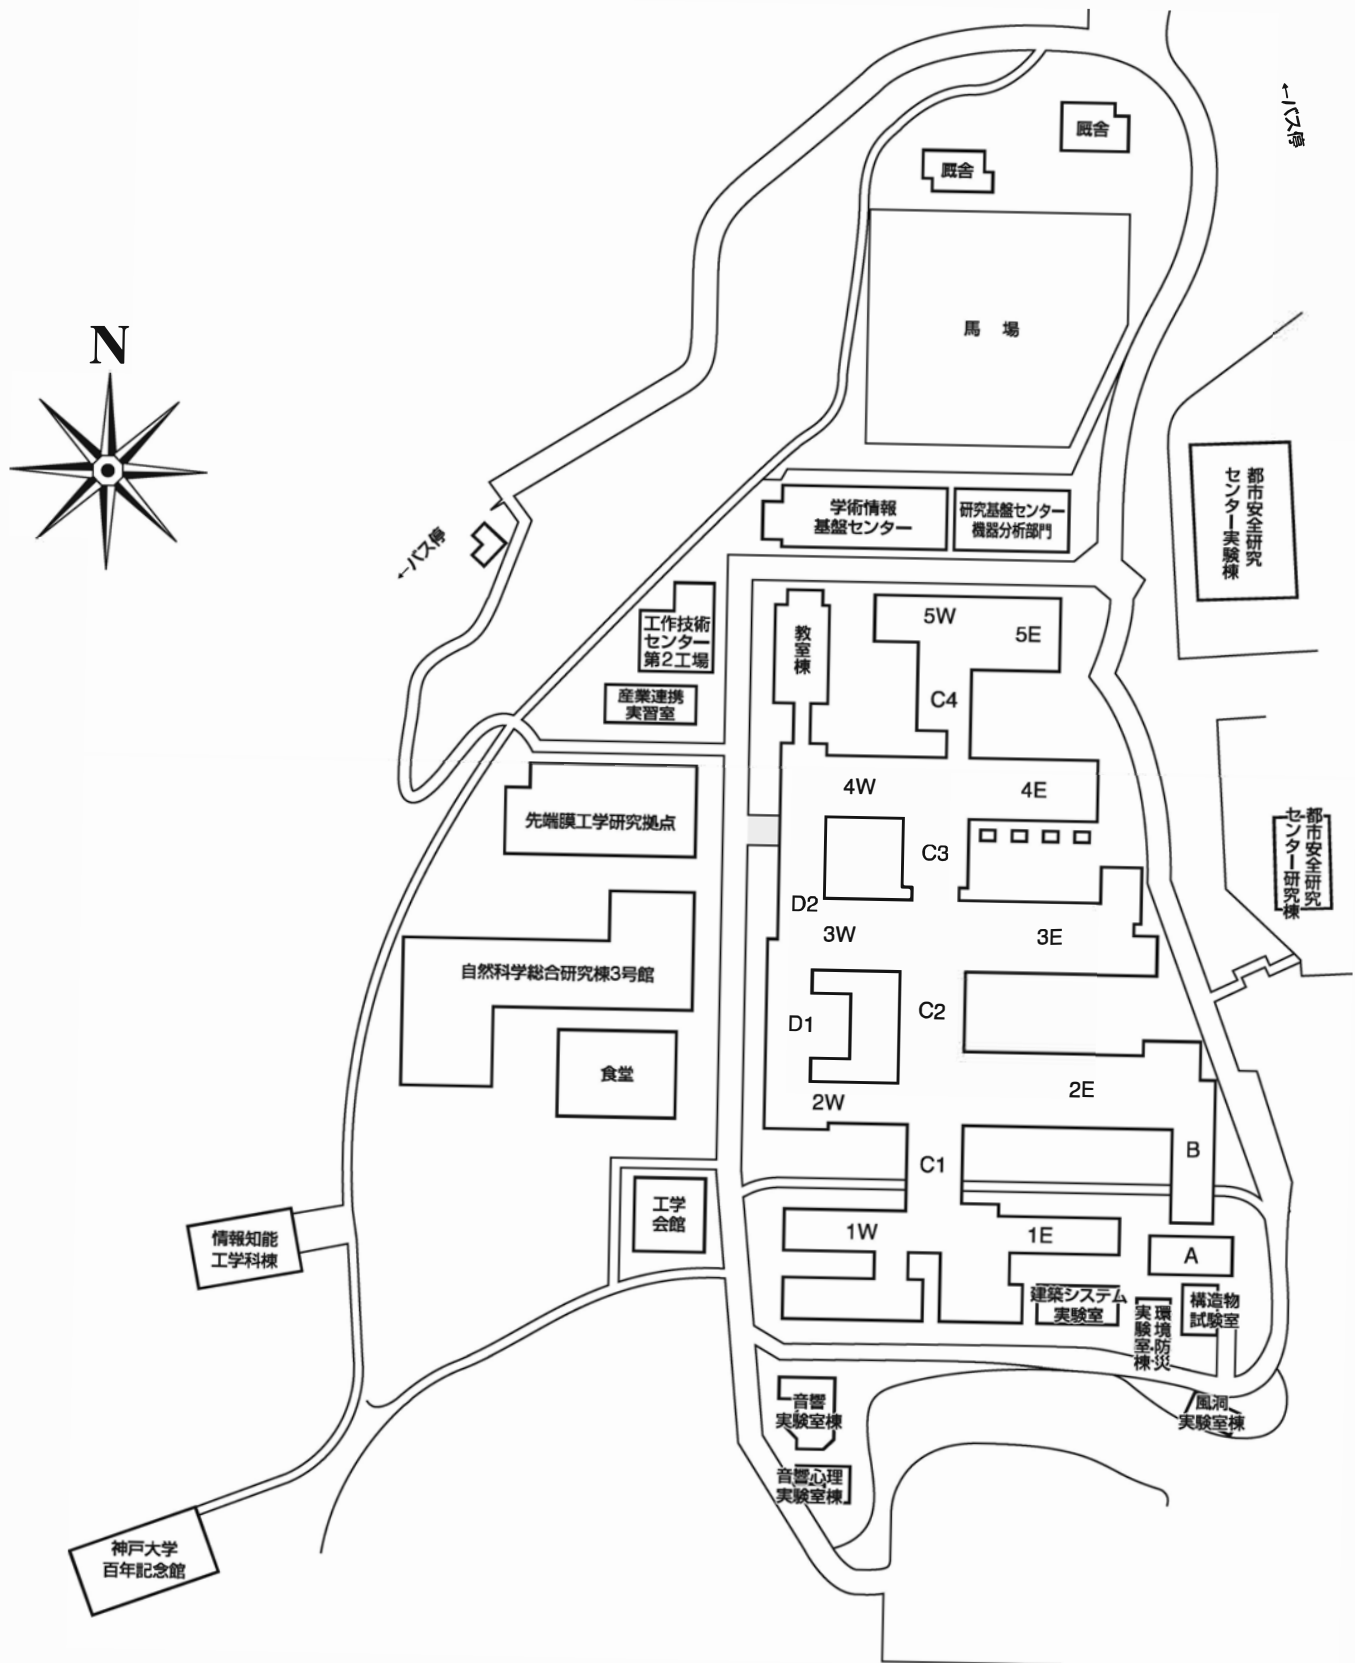 ←バス停
厩舎
厩舎
馬 場
N
学術情報
基盤センター
研究基盤センター
機器分析部門
都市安全研究
センター実験棟
←バス停
工作技術
センター
第2工場
産業連携
実習室
教室棟
5W
5E
C4
4W
4E
先端膜工学研究拠点
C3
都市安全研究
センター研究棟
D2
3W
3E
自然科学総合研究棟3号館
D1
C2
食堂
2W
2E
C1
B
工学
会館
1W
1E
A
情報知能
工学科棟
建築システム
実験室
環境防災
実験室棟
構造物
試験室
音響
実験室棟
風洞
実験室棟
音響心理
実験室棟
神戸大学
百年記念館